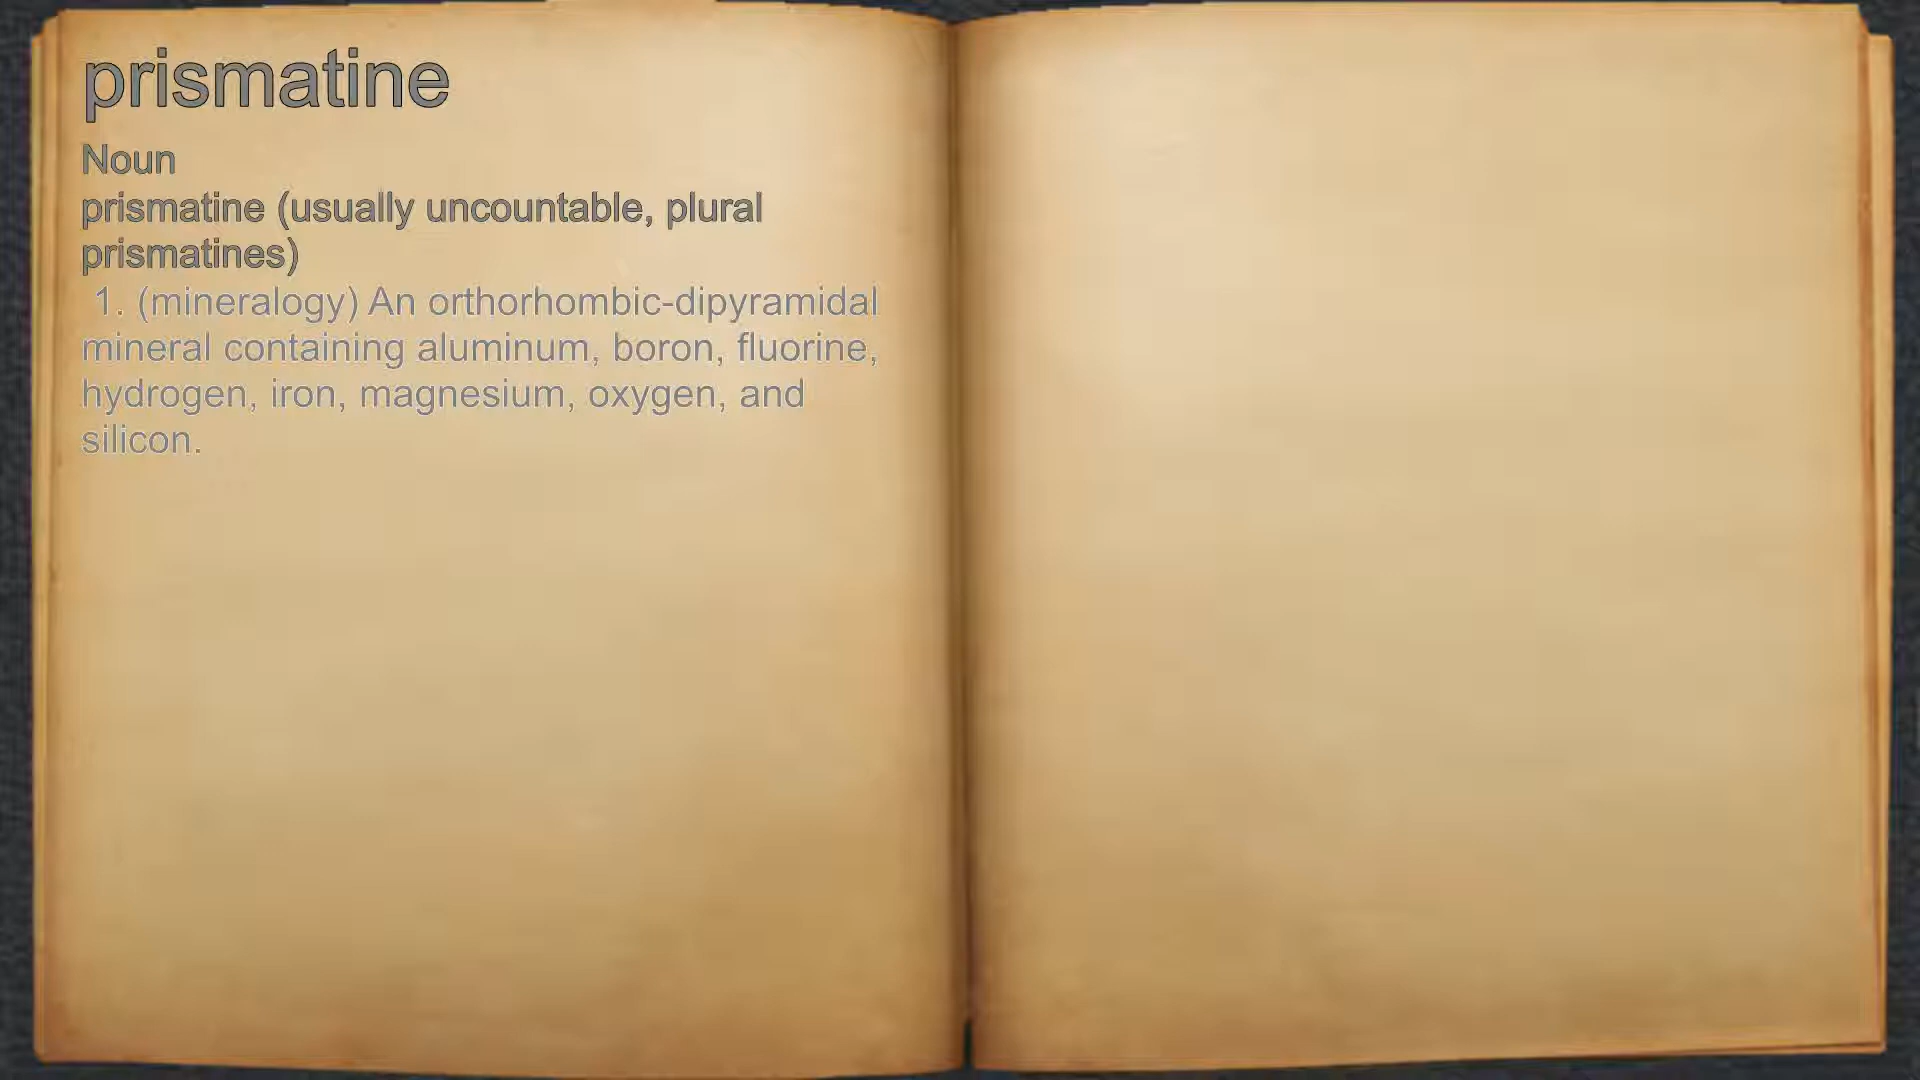 prismatine
Noun
prismatine (usually uncountable, plural
prismatines)
1. (mineralogy) An orthorhombic-dipyramidal
mineral containing aluminum, boron, fluorine,
hydrogen, iron, magnesium, oxygen, and
silicon.